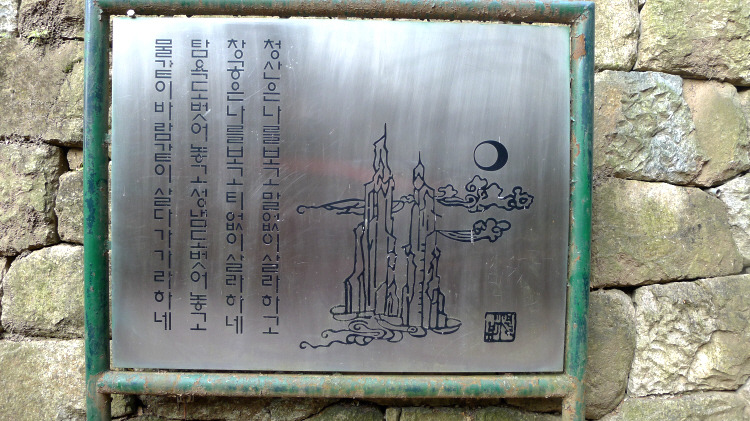 청산은 나를 보고 말없이 살라하고
창공은 나를 보고 티없이 살라하네
탐욕도 벗어 놓고 성냄도 벗어 놓고
물같이 바람같이 살다 가라하네